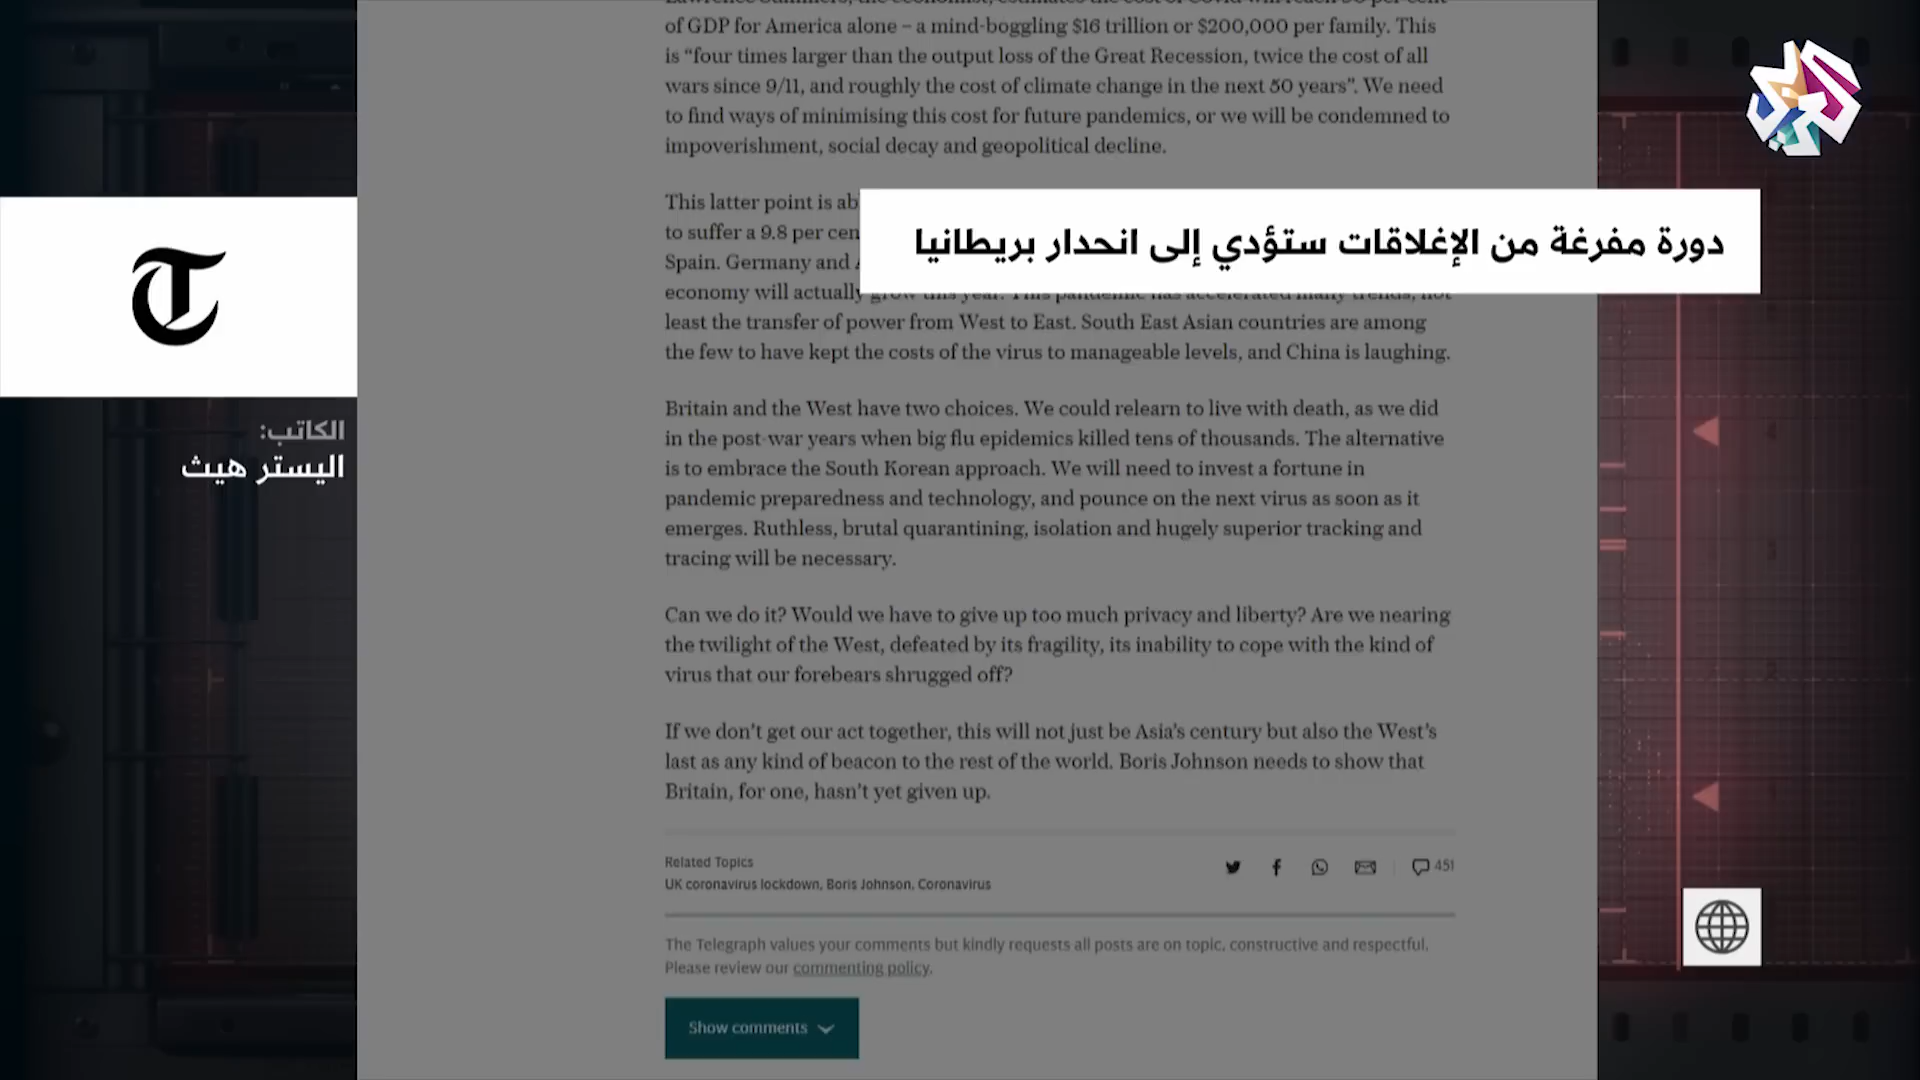 of GDP for America alone – a mind-boggling $16 trillion or $200,000 per family. This
is “four times larger than the output loss of the Great Recession, twice the cost of all
wars since 9/11, and roughly the cost of climate change in the next 50 years”. We need
to find ways of minimising this cost for future pandemics, or we will be condemned to
impoverishment, social decay and geopolitical decline.
This latter point is
to suffer a 9.8 per
Spain. Germany and
دورة مفرغة من الإغلاقات ستؤدي إلى انحدار بريطانيا
economy will actually grow this year. This pandemic has accelerated many trends, not
least the transfer of power from West to East. South East Asian countries are among
the few to have kept the costs of the virus to manageable levels, and China is laughing.
الكاتب:
اليستر هيث
Britain and the West have two choices. We could relearn to live with death, as we did
in the post-war years when big flu epidemics killed tens of thousands. The alternative
is to embrace the South Korean approach. We will need to invest a fortune in
pandemic preparedness and technology, and pounce on the next virus as soon as it
emerges. Ruthless, brutal quarantining, isolation and hugely superior tracking and
tracing will be necessary.
Can we do it? Would we have to give up too much privacy and liberty? Are we nearing
the twilight of the West, defeated by its fragility, its inability to cope with the kind of
virus that our forebears shrugged off?
If we don’t get our act together, this will not just be Asia’s century but also the West’s
last as any kind of beacon to the rest of the world. Boris Johnson needs to show that
Britain, for one, hasn’t yet given up.
Related Topics
UK coronavirus lockdown, Boris Johnson, Coronavirus
451
The Telegraph values your comments but kindly requests all posts are on topic, constructive and respectful.
Please review our commenting policy.
Show comments